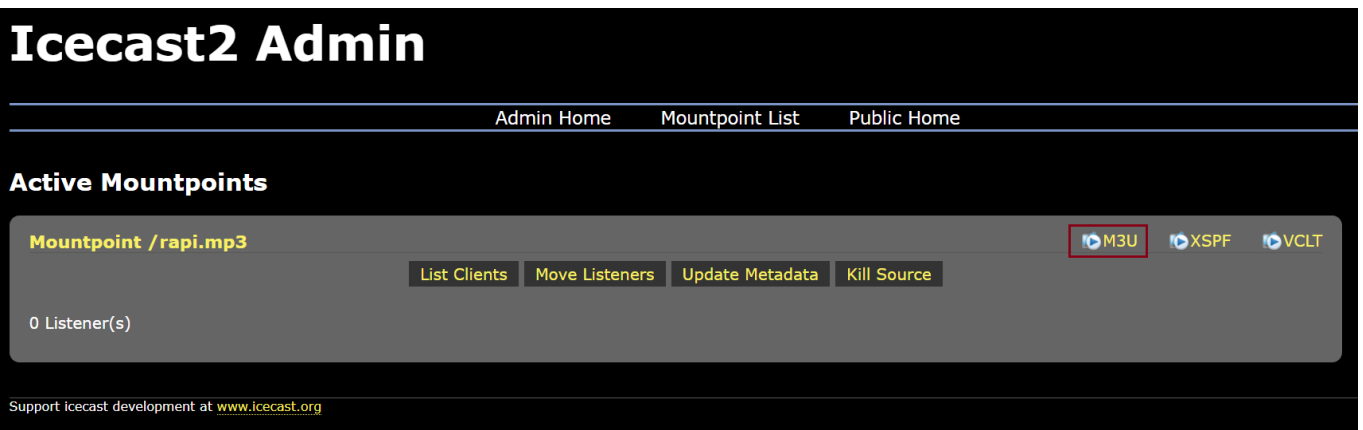 Icecast2 Admin
Admin Home Mountpoint List Public Home
Active Mountpoints
Mountpoint /rapi.mp3 M3U XSPF VCLT
List Clients Move Listeners Update Metadata Kill Source
0 Listener(s)
Support icecast development at www.icecast.org